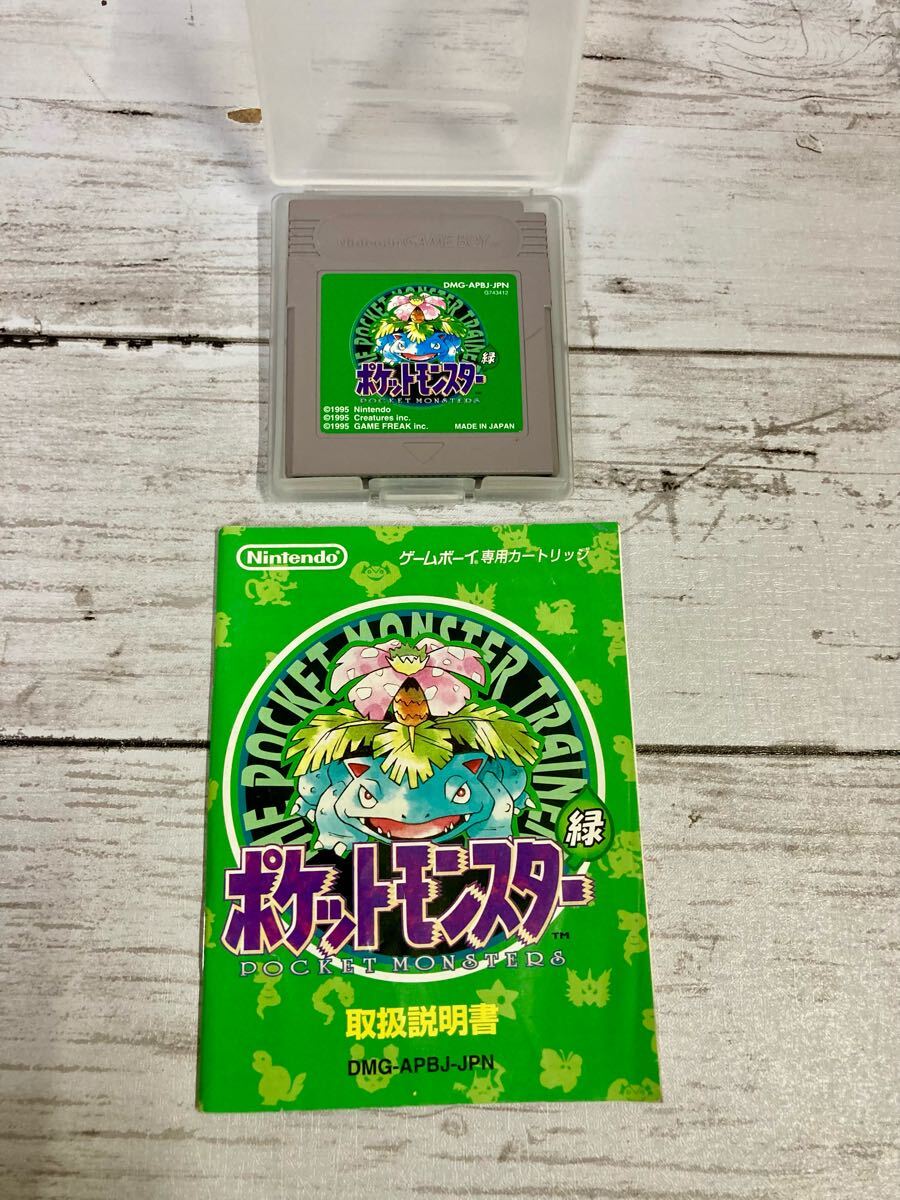 Nintendo GAME BOY TM
DMG-APBJ-JPN
G743412
THE POCKET MONSTER TRAINE
緑
ポケットモンスター
POCKET MONSTERS
©1995 Nintendo
©1995 Creatures inc.
©1995 GAME FREAK inc. MADE IN JAPAN
Nintendo® ゲームボーイ®専用カートリッジ
THE POCKET MONSTER TRAINER
緑
ポケットモンスター
TM
POCKET MONSTERS
取扱説明書
DMG-APBJ-JPN